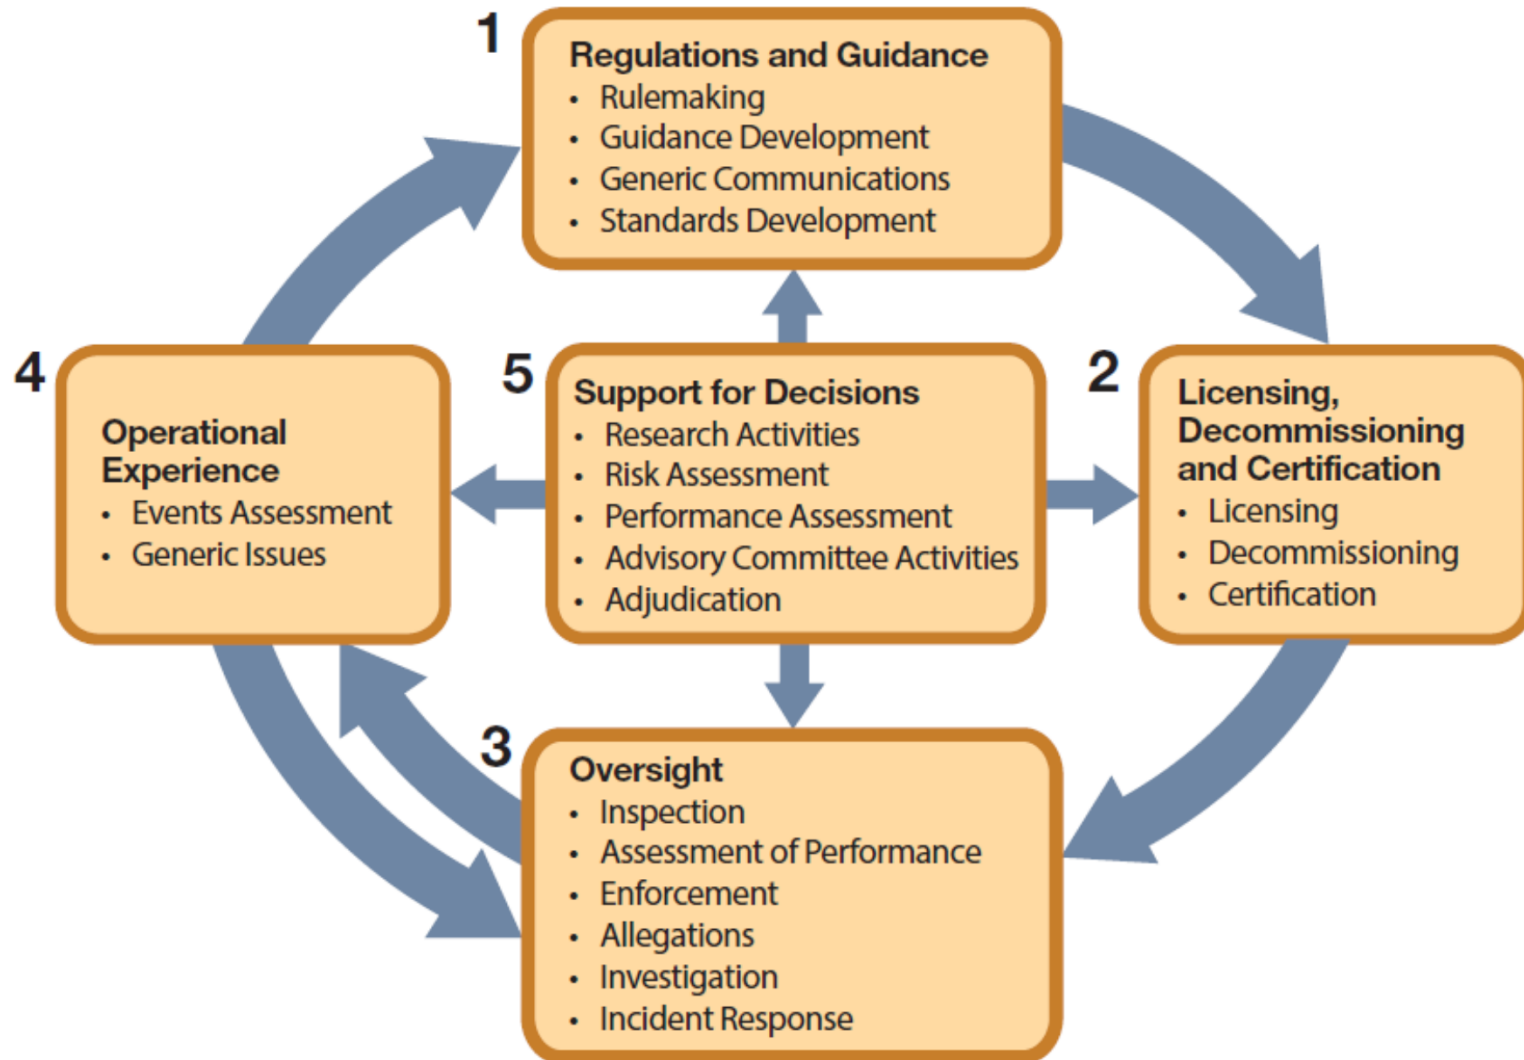 1
Regulations and Guidance
• Rulemaking
• Guidance Development
• Generic Communications
• Standards Development
4
Operational
Experience
• Events Assessment
• Generic Issues
5
Support for Decisions
• Research Activities
• Risk Assessment
• Performance Assessment
• Advisory Committee Activities
• Adjudication
2
Licensing,
Decommissioning
and Certification
• Licensing
• Decommissioning
• Certification
3
Oversight
• Inspection
• Assessment of Performance
• Enforcement
• Allegations
• Investigation
• Incident Response